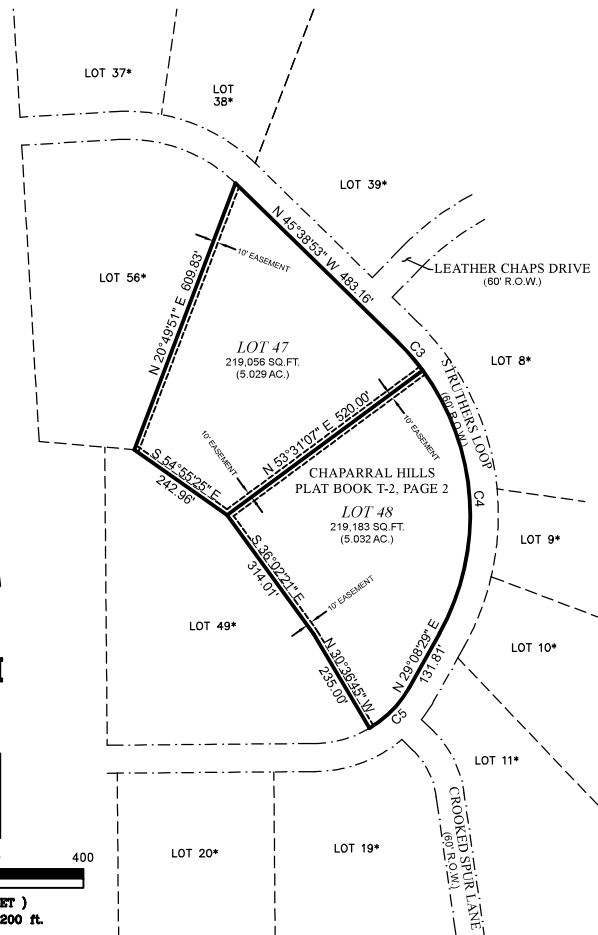 LOT 37*
LOT
38*
LOT 39*
N 45°38'53" W  483.16'
LEATHER CHAPS DRIVE
(60' R.O.W.)
10' EASEMENT
LOT 56*
N 20°49'51" E  609.83'
LOT 47
219,056 SQ.FT.
(5.029 AC.)
C3
STRUTHERS LOOP
(60' R.O.W.)
LOT 8*
N 53°31'07" E  520.00'
10' EASEMENT
10' EASEMENT
S 54°55'25" E
242.96'
CHAPARRAL HILLS
PLAT BOOK T-2, PAGE 2
LOT 48
219,183 SQ.FT.
(5.032 AC.)
C4
LOT 9*
S 36°02'21" E
314.01'
10' EASEMENT
LOT 49*
N 30°36'45" W
235.00'
N 29°08'29" E
131.81'
LOT 10*
C5
LOT 11*
CROOKED SPUR LANE
(60' R.O.W.)
LOT 20*
LOT 19*
400
ET )
200 ft.